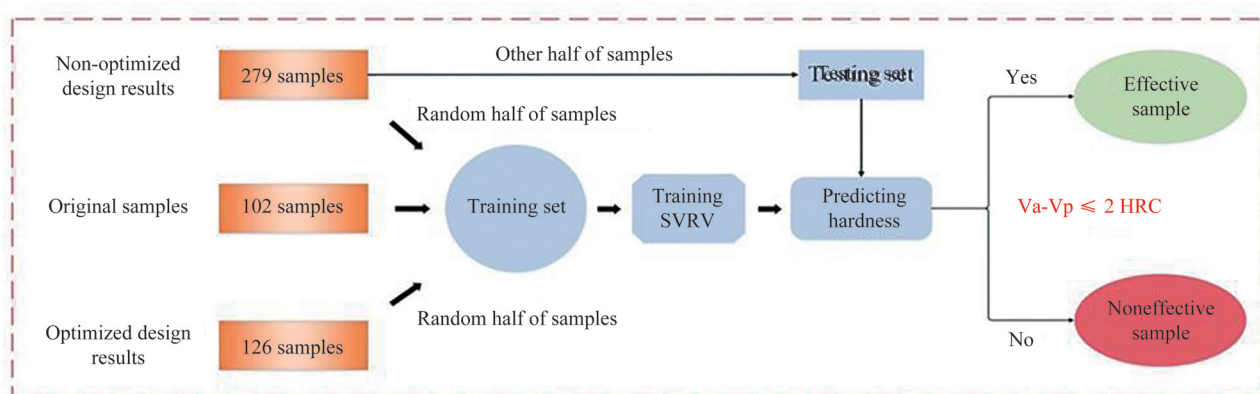 Non-optimized
design results
279 samples
Other half of samples
Testing set
Yes
Effective
sample
Random half of samples
Original samples
102 samples
Training set
Training
SVRV
Predicting
hardness
Va-Vp ⩽ 2 HRC
Random half of samples
Optimized design
results
126 samples
No
Noneffective
sample